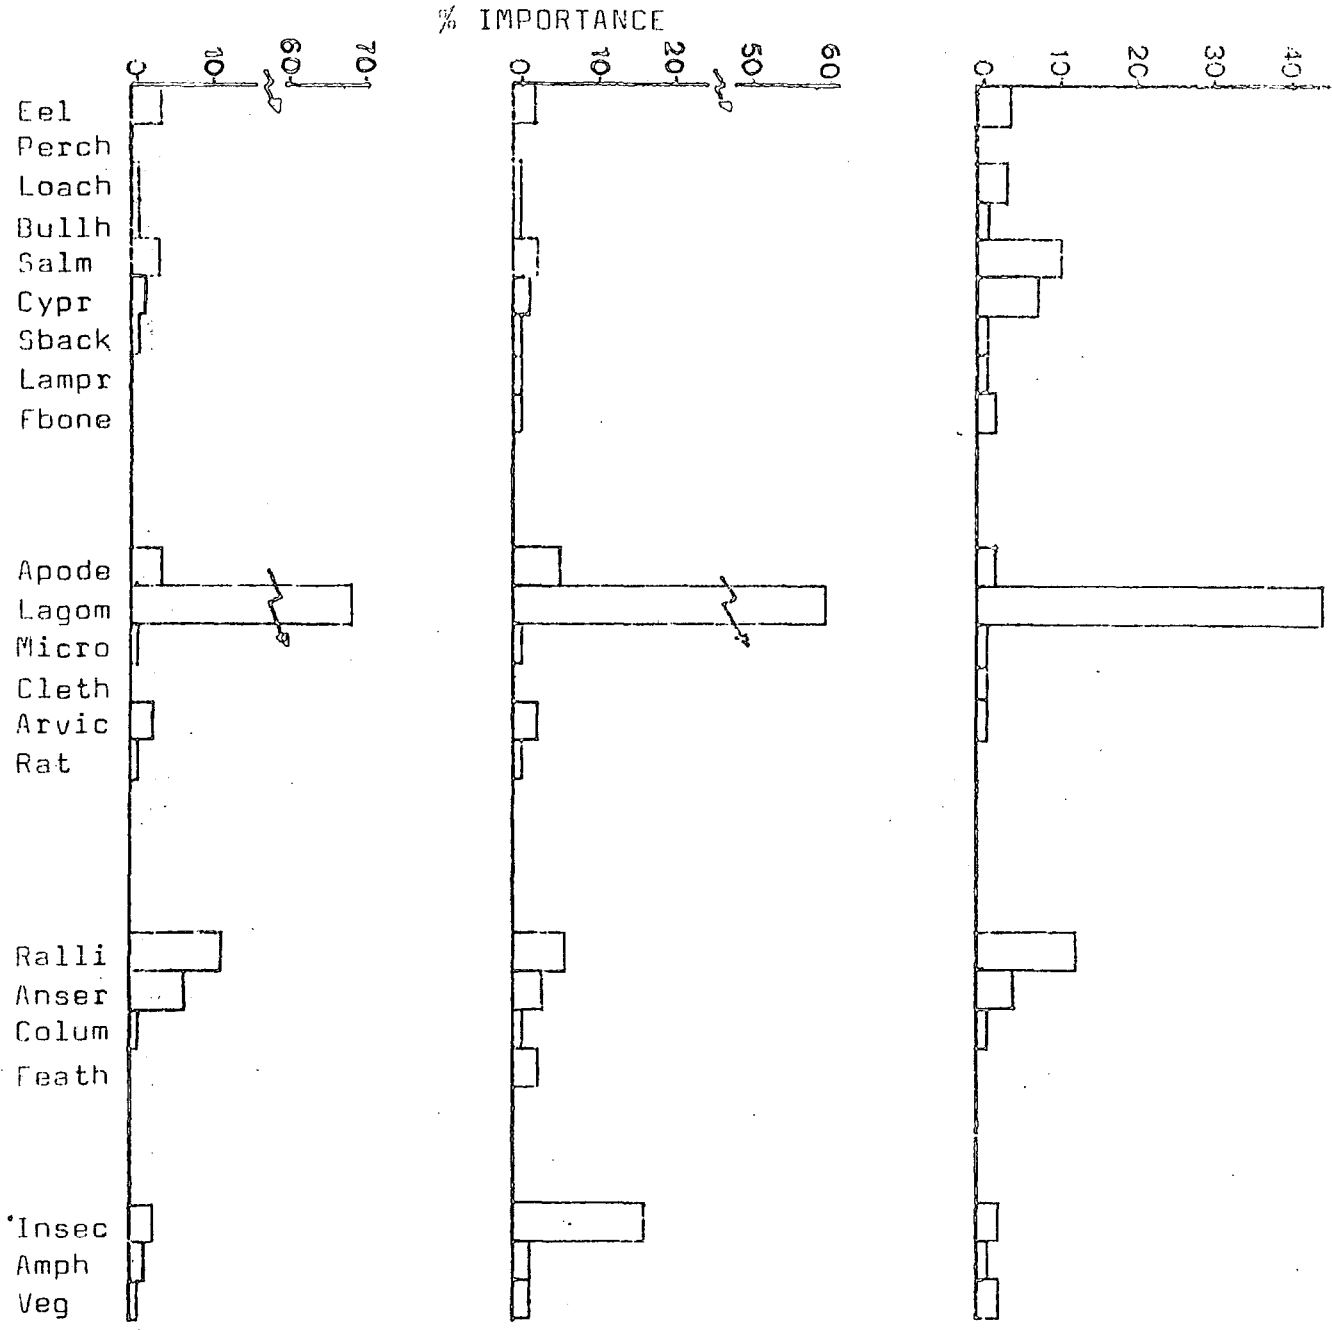 % IMPORTANCE
0 10 60 70
0 10 20 50 60
0 10 20 30 40
Eel
Perch
Loach
Bullh
Salm
Cypr
Sback
Lampr
Fbone
Apode
Lagom
Micro
Cleth
Arvic
Rat
Ralli
Anser
Colum
Feath
Insec
Amph
Veg